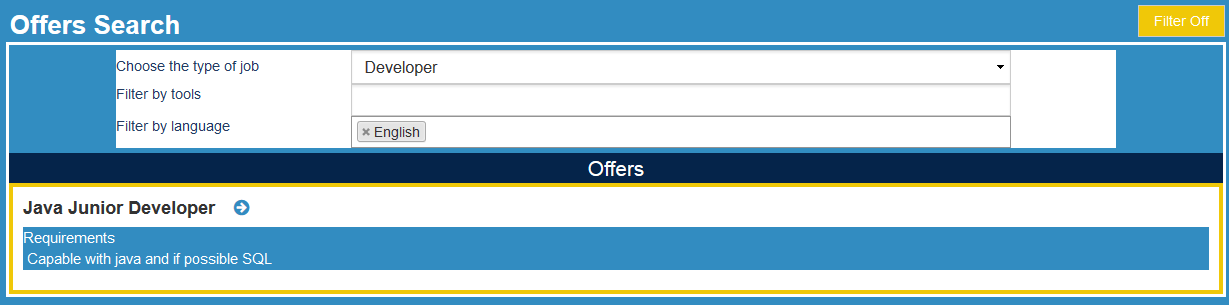 Offers Search
Filter Off
Choose the type of job
Developer
Filter by tools
Filter by language
× English
Offers
Java Junior Developer
Requirements
Capable with java and if possible SQL